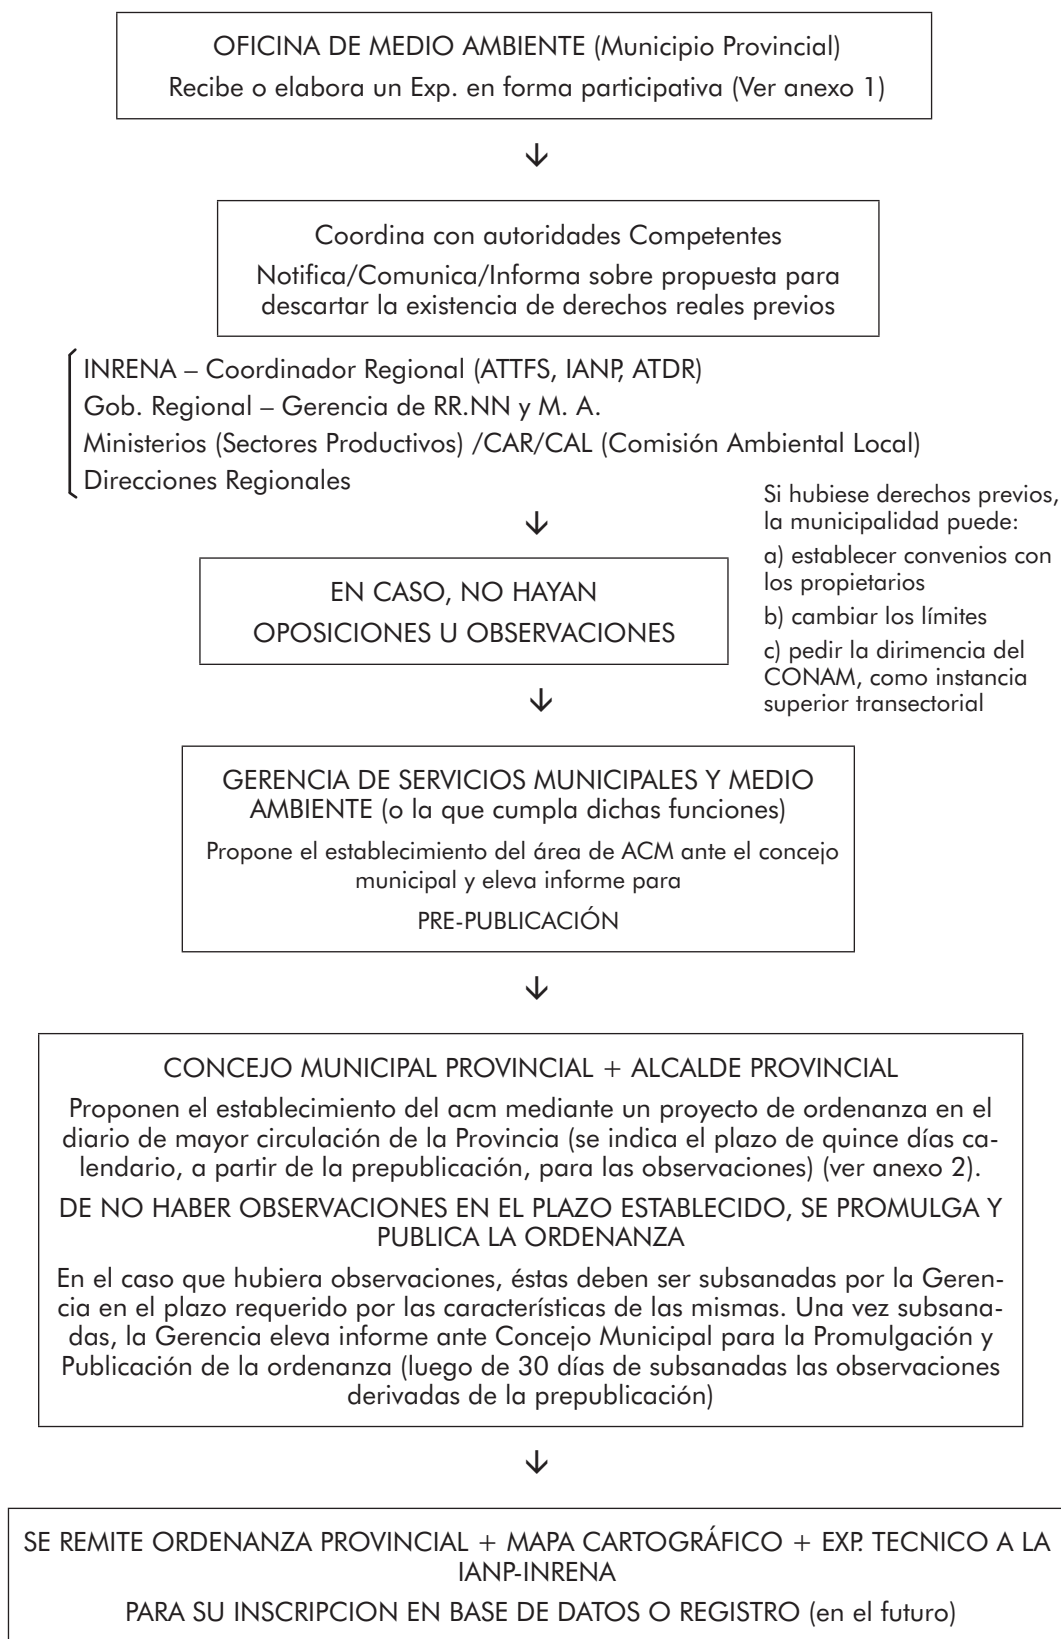 OFICINA DE MEDIO AMBIENTE (Municipio Provincial)
Recibe o elabora un Exp. en forma participativa (Ver anexo 1)
Coordina con autoridades Competentes
Notifica/Comunica/Informa sobre propuesta para
descartar la existencia de derechos reales previos
INRENA – Coordinador Regional (ATTFS, IANP, ATDR)
Gob. Regional – Gerencia de RR.NN y M. A.
Ministerios (Sectores Productivos) /CAR/CAL (Comisión Ambiental Local)
Direcciones Regionales
Si hubiese derechos previos,
la municipalidad puede:
a) establecer convenios con
los propietarios
b) cambiar los límites
c) pedir la dirimencia del
CONAM, como instancia
superior transectorial
EN CASO, NO HAYAN
OPOSICIONES U OBSERVACIONES
GERENCIA DE SERVICIOS MUNICIPALES Y MEDIO
AMBIENTE (o la que cumpla dichas funciones)
Propone el establecimiento del área de ACM ante el concejo
municipal y eleva informe para
PRE-PUBLICACIÓN
CONCEJO MUNICIPAL PROVINCIAL + ALCALDE PROVINCIAL
Proponen el establecimiento del acm mediante un proyecto de ordenanza en el
diario de mayor circulación de la Provincia (se indica el plazo de quince días ca-
lendario, a partir de la prepublicación, para las observaciones) (ver anexo 2).
DE NO HABER OBSERVACIONES EN EL PLAZO ESTABLECIDO, SE PROMULGA Y
PUBLICA LA ORDENANZA
En el caso que hubiera observaciones, éstas deben ser subsanadas por la Geren-
cia en el plazo requerido por las características de las mismas. Una vez subsana-
das, la Gerencia eleva informe ante Concejo Municipal para la Promulgación y
Publicación de la ordenanza (luego de 30 días de subsanadas las observaciones
derivadas de la prepublicación)
SE REMITE ORDENANZA PROVINCIAL + MAPA CARTOGRÁFICO + EXP. TECNICO A LA
IANP-INRENA
PARA SU INSCRIPCION EN BASE DE DATOS O REGISTRO (en el futuro)